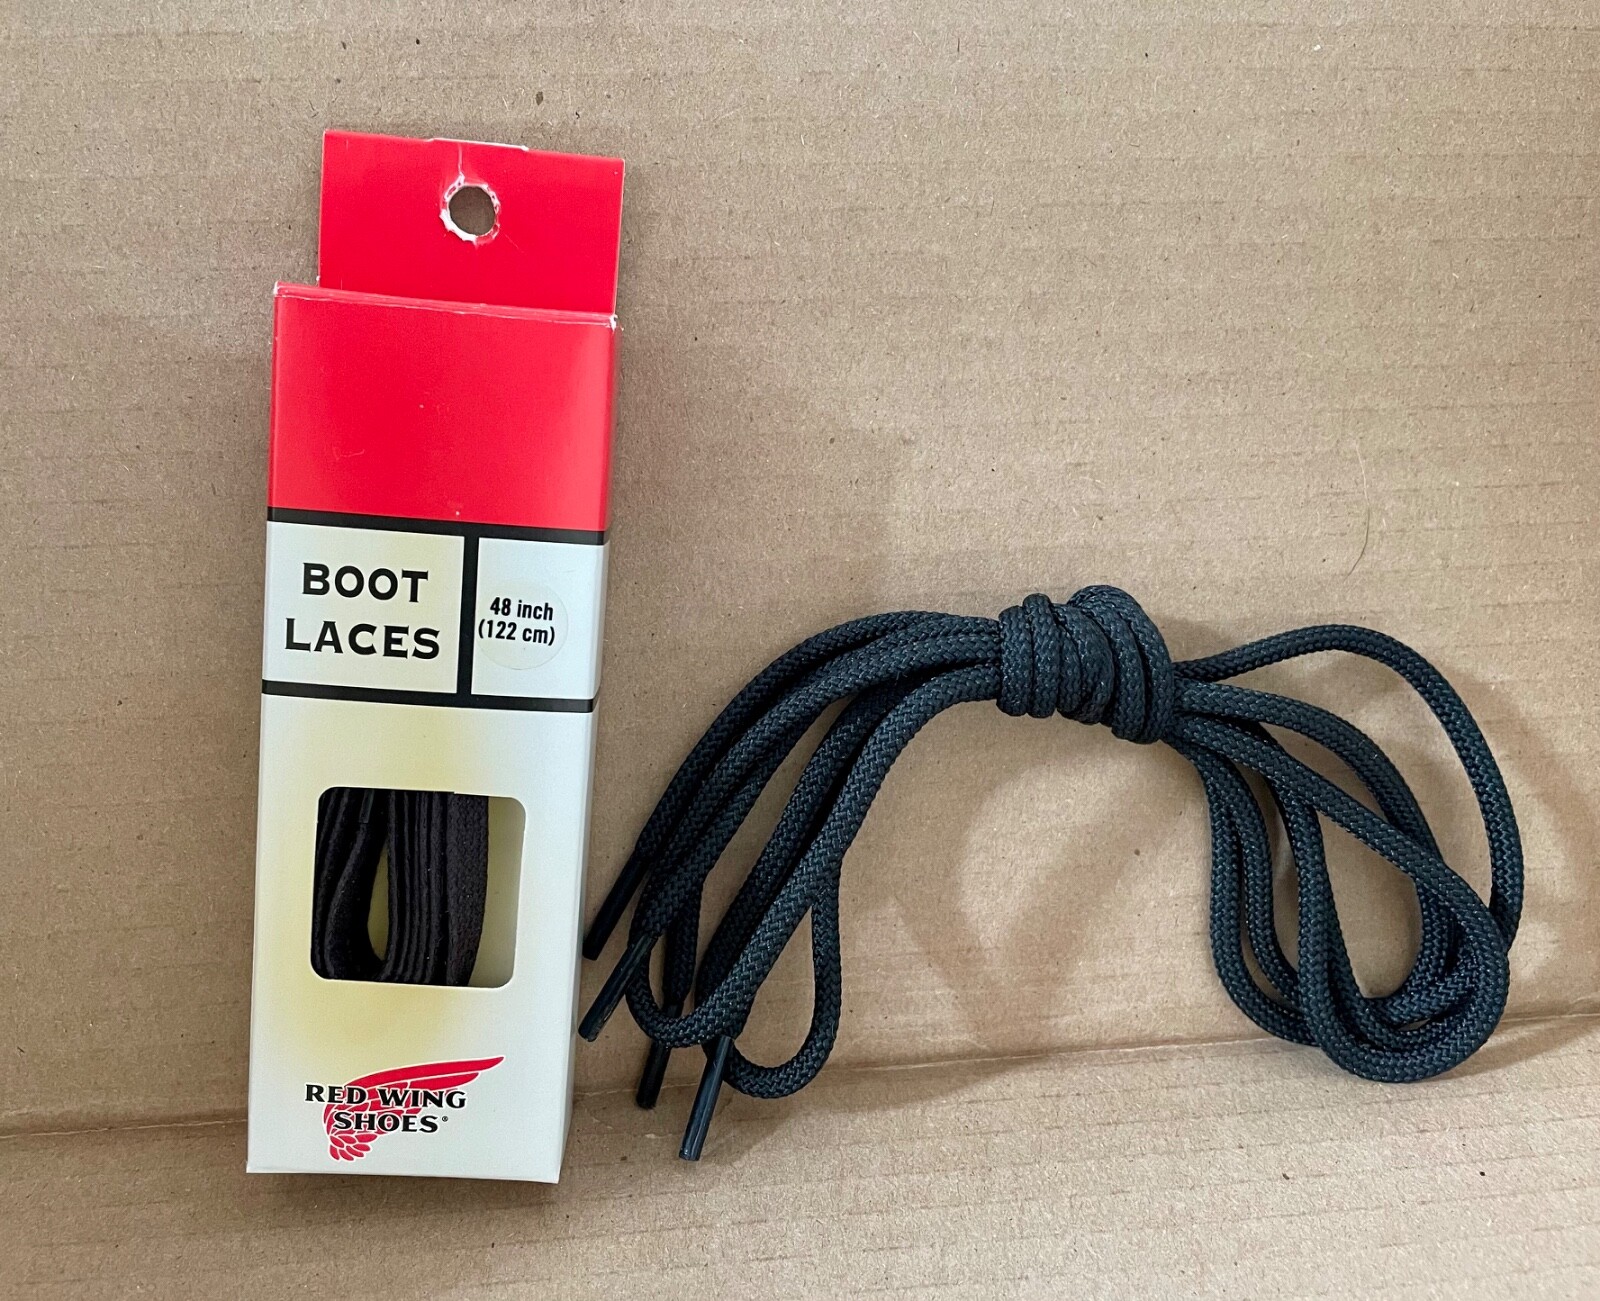 BOOT
LACES
48 inch
(122 cm)
RED WING
SHOES®